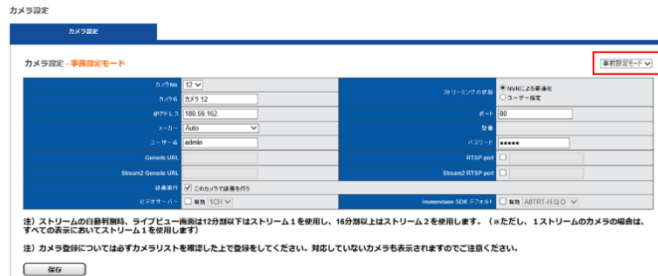 カメラ設定
カメラ設定
カメラ設定 - 事前設定モード
事前設定モード
カメラNo. 12
ストリーミングの状態 NVRによる最適化
ユーザー指定
カメラ名 カメラ 12
IPアドレス 100.59.162.
ポート 80
メーカー Auto
型番
ユーザー名 admin
パスワード •••••
Generic URL
RTSP port
Stream2 Generic URL
Stream2 RTSP port
録画実行 このカメラで録画を行う
ビデオサーバー 有効 1CH
Immervision SDK デフォルト 有効 ABTRT-H,Q,O
注）ストリームの自動判別時、ライブビュー画面は12分割以下はストリーム１を使用し、16分割以上はストリーム２を使用します。（※ただし、１ストリームのカメラの場合は、
すべての表示においてストリーム１を使用します）
注）カメラ登録については必ずカメラリストを確認した上で登録をしてください。対応していないカメラも表示されますのでご注意ください。
保存